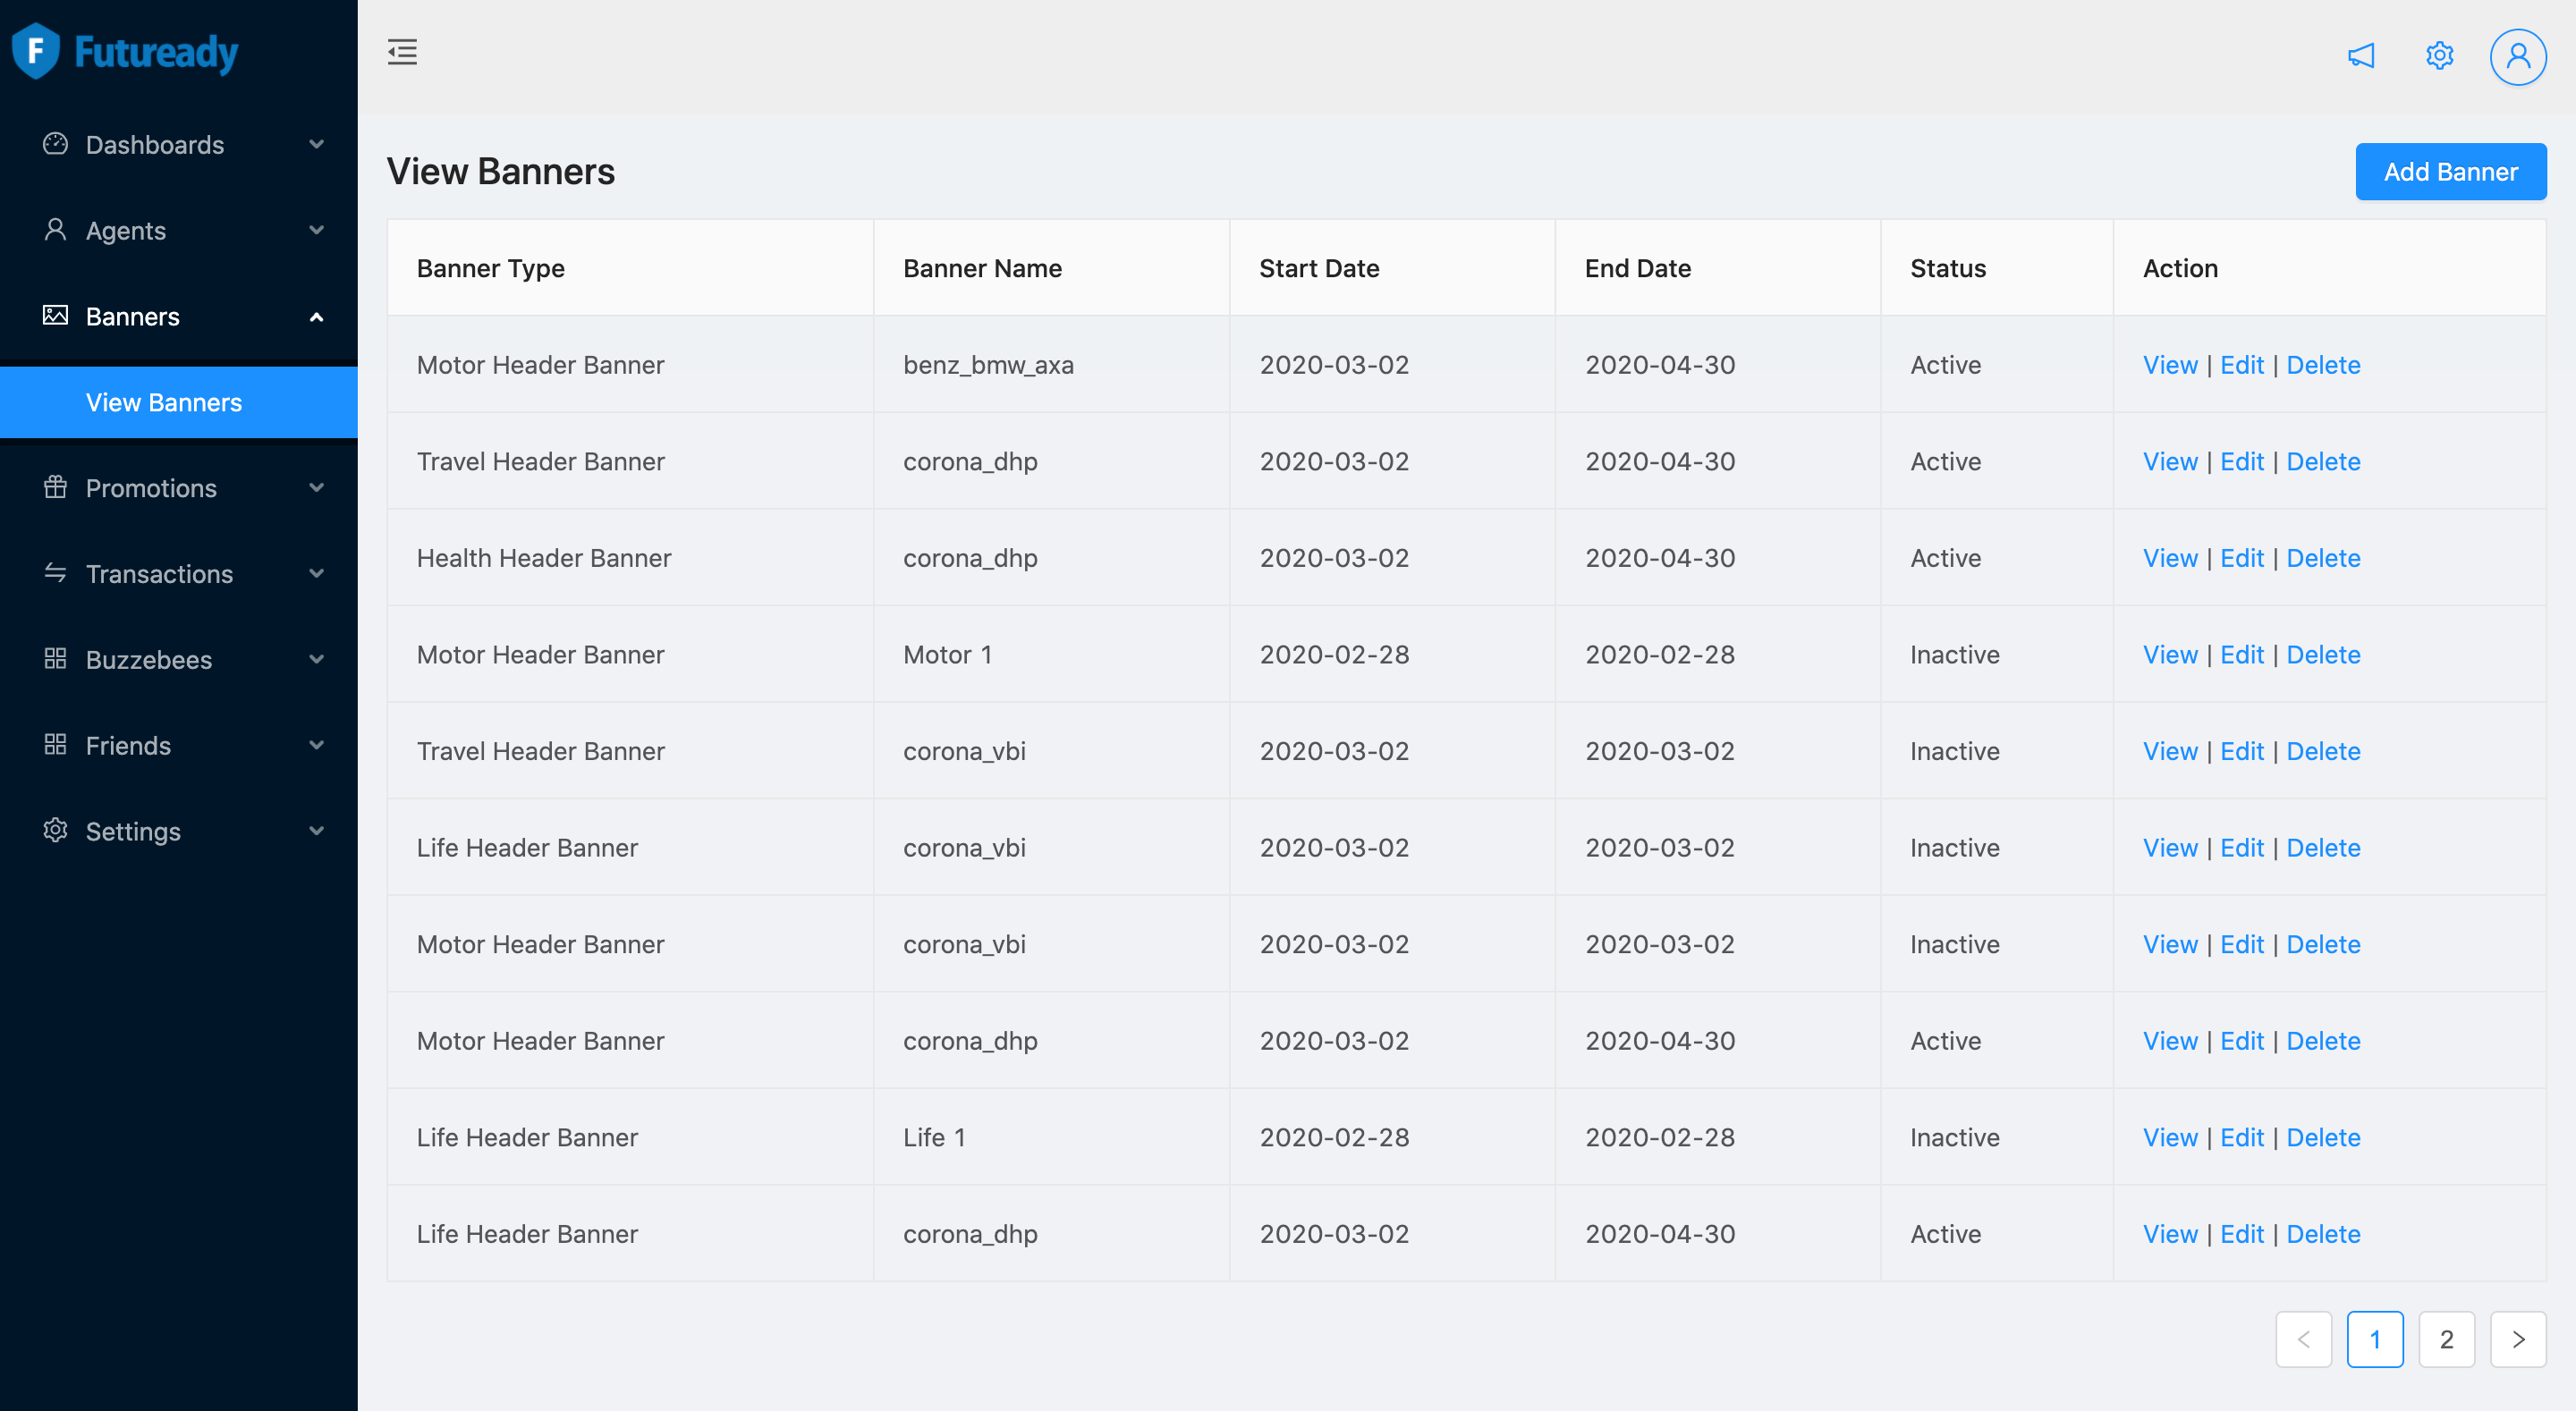 Futuready
Dashboards
Agents
Banners
View Banners
Promotions
Transactions
Buzzebees
Friends
Settings
View Banners
Add Banner
Banner Type Banner Name Start Date End Date Status Action
Motor Header Banner benz_bmw_axa 2020-03-02 2020-04-30 Active View | Edit | Delete
Travel Header Banner corona_dhp 2020-03-02 2020-04-30 Active View | Edit | Delete
Health Header Banner corona_dhp 2020-03-02 2020-04-30 Active View | Edit | Delete
Motor Header Banner Motor 1 2020-02-28 2020-02-28 Inactive View | Edit | Delete
Travel Header Banner corona_vbi 2020-03-02 2020-03-02 Inactive View | Edit | Delete
Life Header Banner corona_vbi 2020-03-02 2020-03-02 Inactive View | Edit | Delete
Motor Header Banner corona_vbi 2020-03-02 2020-03-02 Inactive View | Edit | Delete
Motor Header Banner corona_dhp 2020-03-02 2020-04-30 Active View | Edit | Delete
Life Header Banner Life 1 2020-02-28 2020-02-28 Inactive View | Edit | Delete
Life Header Banner corona_dhp 2020-03-02 2020-04-30 Active View | Edit | Delete
< 1 2 >